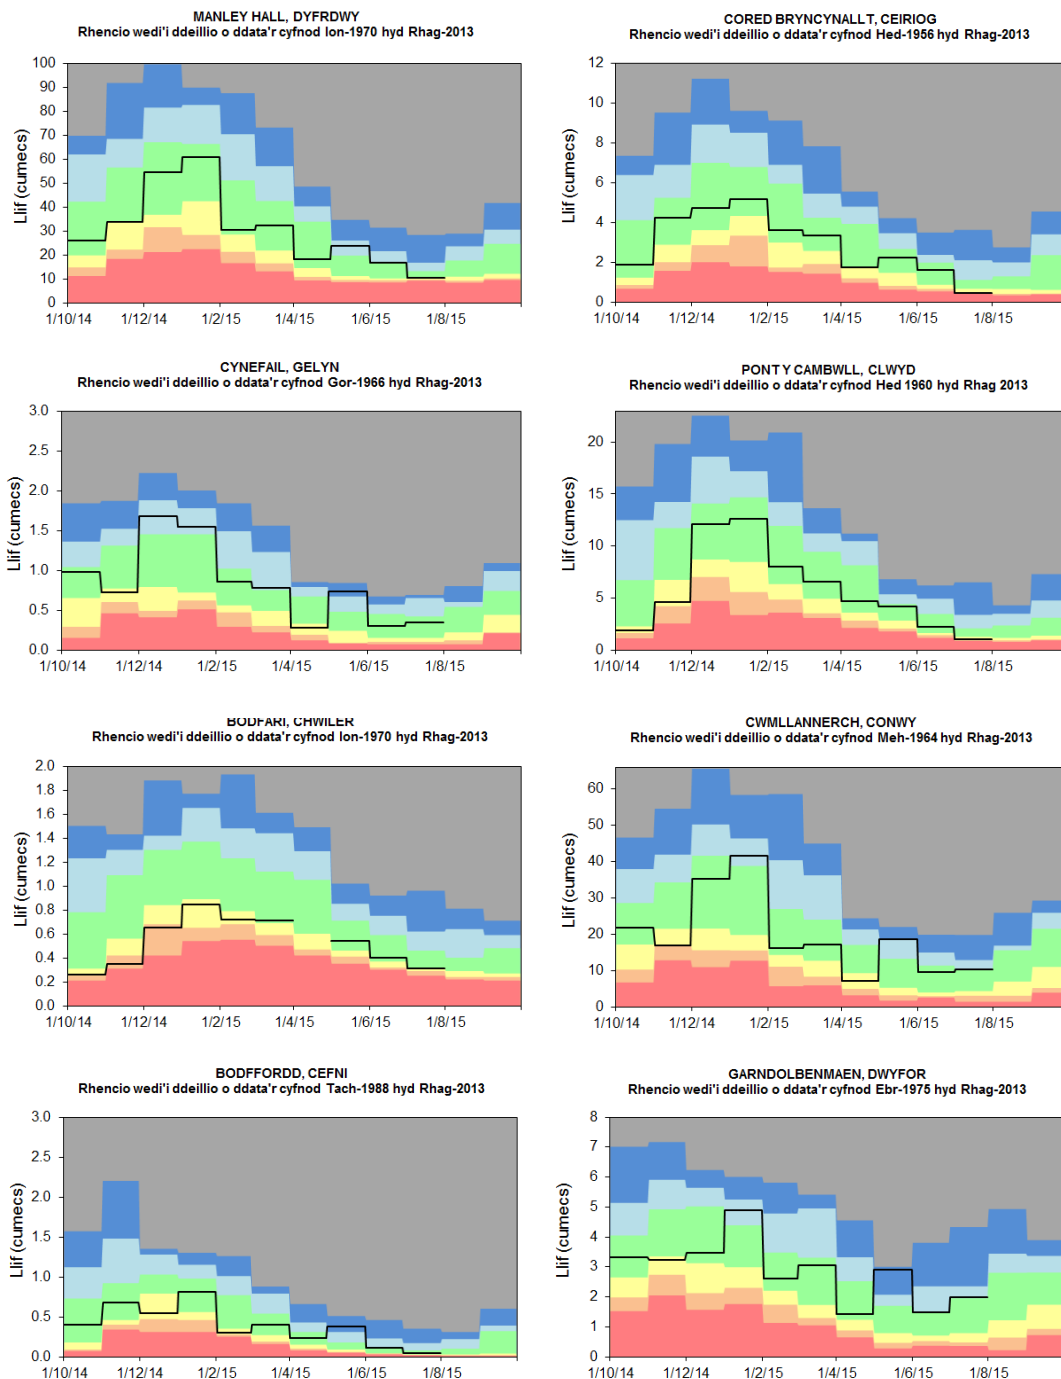 MANLEY HALL, DYFRDWY
Rhencio wedi'i ddeillio o ddata'r cyfnod Ion-1970 hyd Rhag-2013
Llif (cumecs)
100
90
80
70
60
50
40
30
20
10
0
1/10/14 1/12/14 1/2/15 1/4/15 1/6/15 1/8/15
CORED BRYNCYNALLT, CEIRIOG
Rhencio wedi'i ddeillio o ddata'r cyfnod Hed-1956 hyd Rhag-2013
Llif (cumecs)
12
10
8
6
4
2
0
1/10/14 1/12/14 1/2/15 1/4/15 1/6/15 1/8/15
CYNEFAIL, GELYN
Rhencio wedi'i ddeillio o ddata'r cyfnod Gor-1966 hyd Rhag-2013
Llif (cumecs)
3.0
2.5
2.0
1.5
1.0
0.5
0.0
1/10/14 1/12/14 1/2/15 1/4/15 1/6/15 1/8/15
PONT Y CAMBWLL, CLWYD
Rhencio wedi'i ddeillio o ddata'r cyfnod Hed 1960 hyd Rhag 2013
Llif (cumecs)
20
15
10
5
0
1/10/14 1/12/14 1/2/15 1/4/15 1/6/15 1/8/15
BODFARI, CHWILER
Rhencio wedi'i ddeillio o ddata'r cyfnod Ion-1970 hyd Rhag-2013
Llif (cumecs)
2.0
1.8
1.6
1.4
1.2
1.0
0.8
0.6
0.4
0.2
0.0
1/10/14 1/12/14 1/2/15 1/4/15 1/6/15 1/8/15
CWMLLANNERCH, CONWY
Rhencio wedi'i ddeillio o ddata'r cyfnod Meh-1964 hyd Rhag-2013
Llif (cumecs)
60
50
40
30
20
10
0
1/10/14 1/12/14 1/2/15 1/4/15 1/6/15 1/8/15
BODFFORDD, CEFNI
Rhencio wedi'i ddeillio o ddata'r cyfnod Tach-1988 hyd Rhag-2013
Llif (cumecs)
3.0
2.5
2.0
1.5
1.0
0.5
0.0
1/10/14 1/12/14 1/2/15 1/4/15 1/6/15 1/8/15
GARNDOLBENMAEN, DWYFOR
Rhencio wedi'i ddeillio o ddata'r cyfnod Ebr-1975 hyd Rhag-2013
Llif (cumecs)
8
7
6
5
4
3
2
1
0
1/10/14 1/12/14 1/2/15 1/4/15 1/6/15 1/8/15